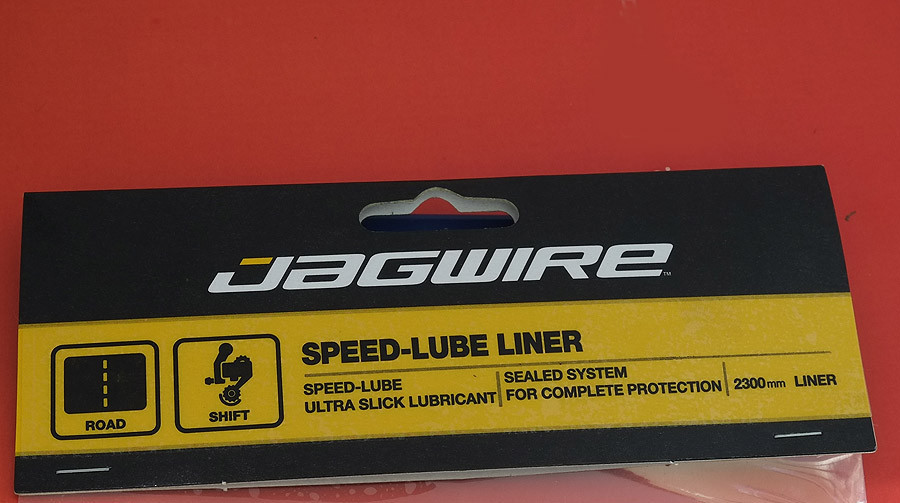 JAGWIRE™
SPEED-LUBE LINER
SPEED-LUBE
ULTRA SLICK LUBRICANT
SEALED SYSTEM
FOR COMPLETE PROTECTION
2300mm LINER
ROAD
SHIFT